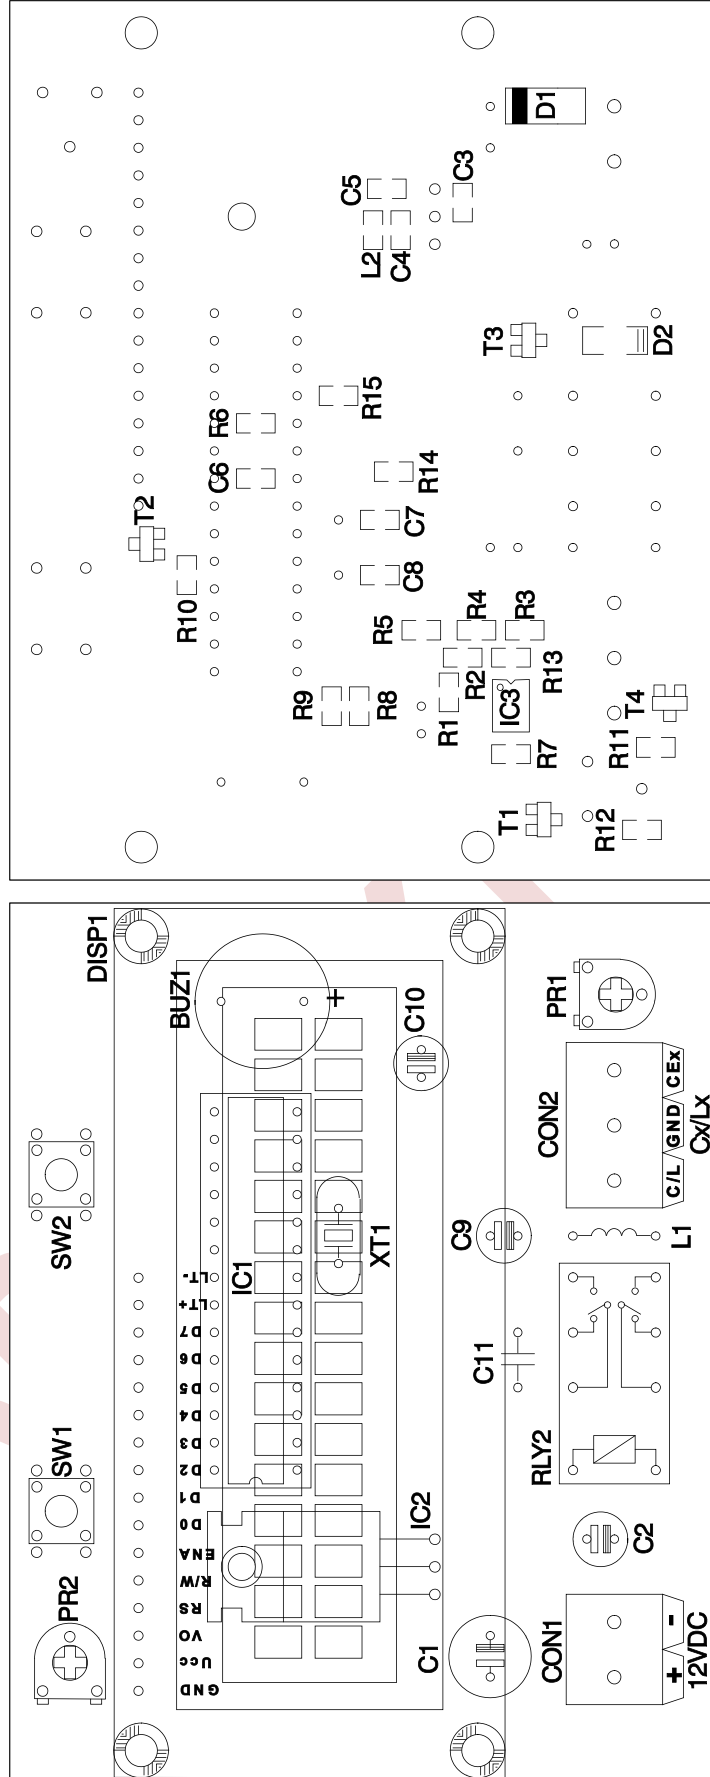 D1
C5
C3
L2
C4
T3
D2
R15
R6
C6
R14
T2
C7
C8
R10
R5
R4
R3
R2
R13
R9
R8
R1
IC3
R7
T4
R11
T1
R12
DISP1
BUZ1
+
C10
PR1
CON2
C/L
GND
CEx
Cx/Lx
SW2
C9
XT1
L1
IC1
LT-
LT+
D7
D6
D5
D4
D3
D2
D1
D0
ENA
R/W
RS
VO
Ucc
GND
C11
SW1
RLY2
IC2
C2
PR2
C1
CON1
+ -
12VDC